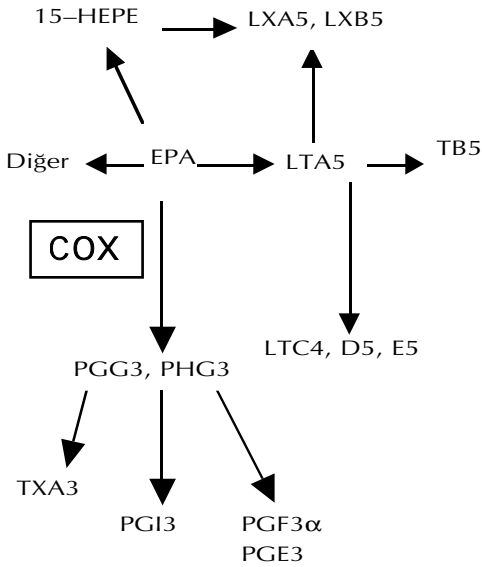 15–HEPE
LXA5, LXB5
Diğer
EPA
LTA5
TB5
COX
LTC4, D5, E5
PGG3, PHG3
TXA3
PGI3
PGF3α
PGE3